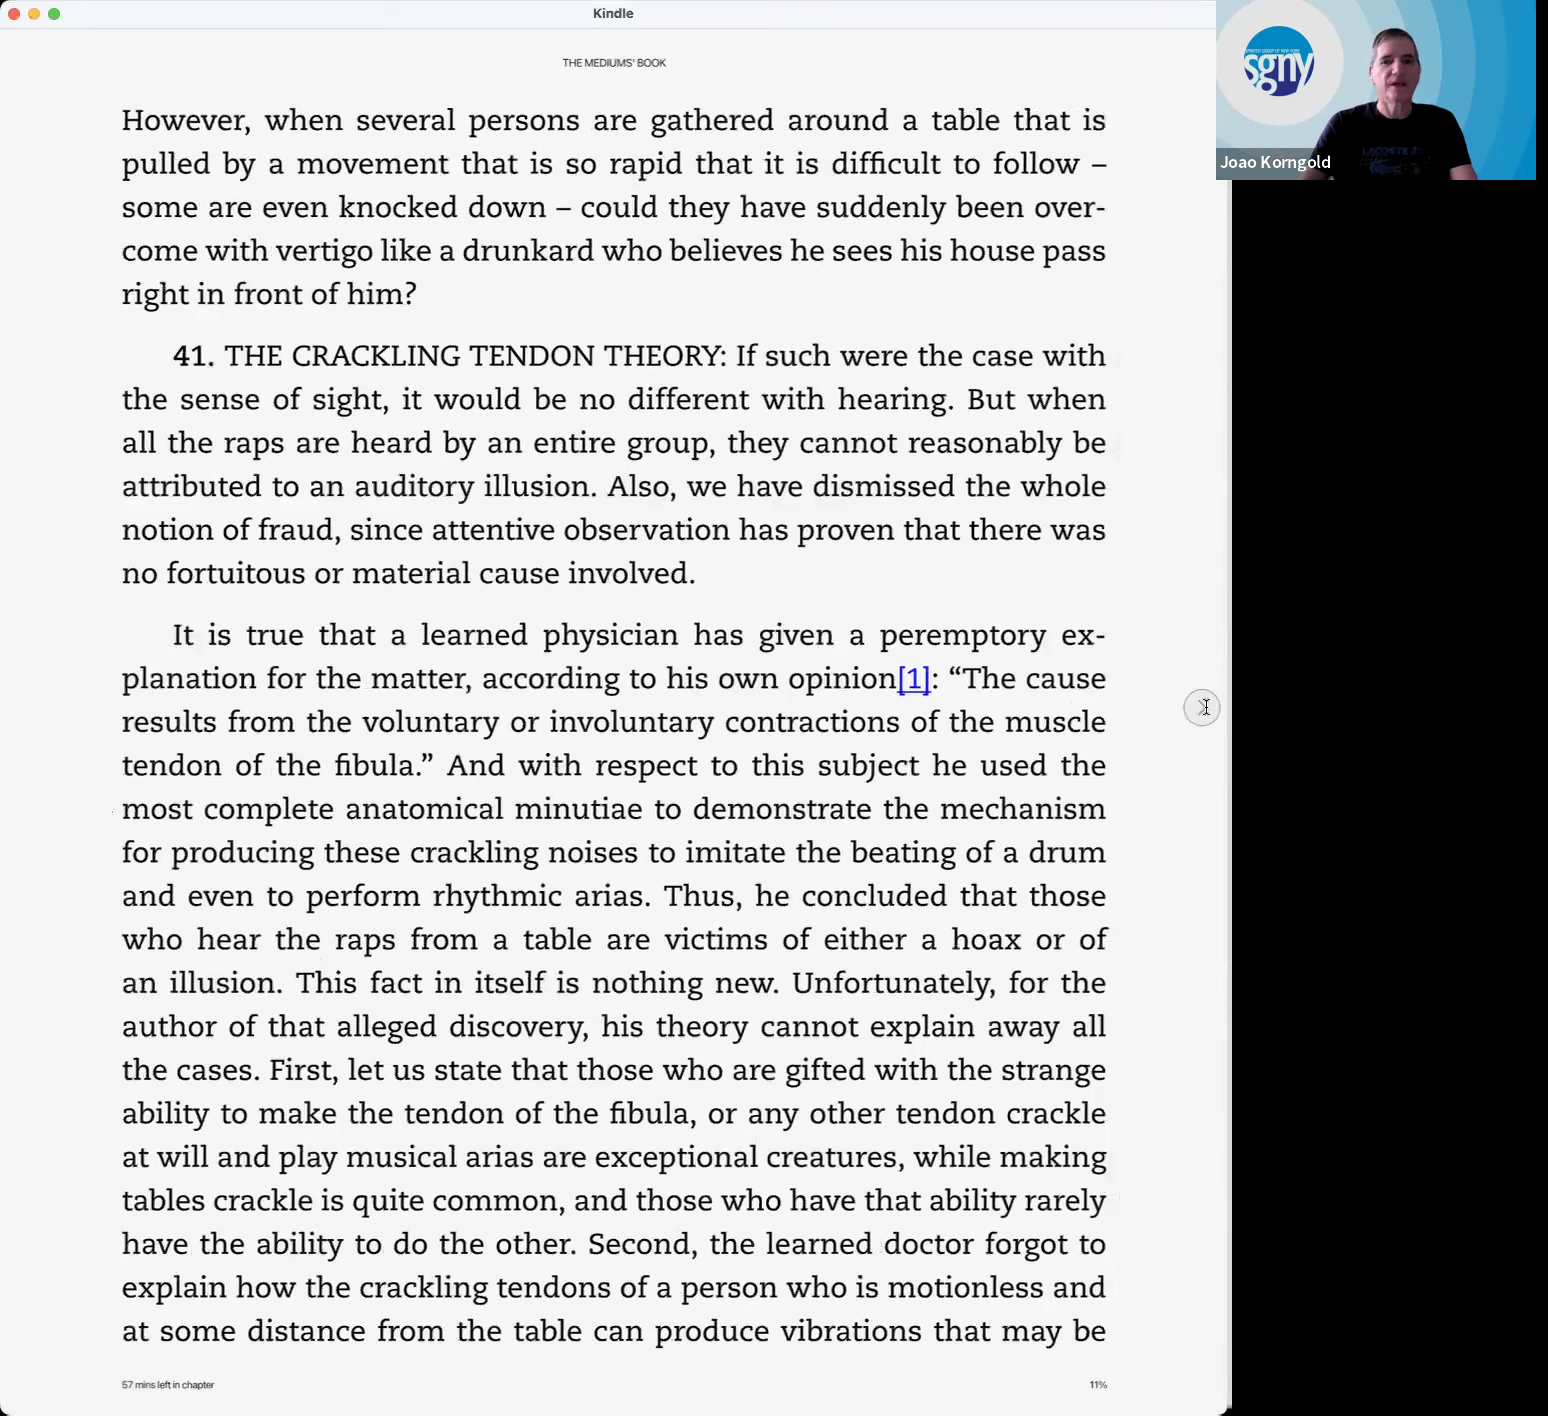 Kindle
THE MEDIUMS' BOOK
However, when several persons are gathered around a table that is
pulled by a movement that is so rapid that it is difficult to follow –
some are even knocked down – could they have suddenly been over-
come with vertigo like a drunkard who believes he sees his house pass
right in front of him?
41. THE CRACKLING TENDON THEORY: If such were the case with
the sense of sight, it would be no different with hearing. But when
all the raps are heard by an entire group, they cannot reasonably be
attributed to an auditory illusion. Also, we have dismissed the whole
notion of fraud, since attentive observation has proven that there was
no fortuitous or material cause involved.
It is true that a learned physician has given a peremptory ex-
planation for the matter, according to his own opinion[1]: “The cause
results from the voluntary or involuntary contractions of the muscle
tendon of the fibula.” And with respect to this subject he used the
most complete anatomical minutiae to demonstrate the mechanism
for producing these crackling noises to imitate the beating of a drum
and even to perform rhythmic arias. Thus, he concluded that those
who hear the raps from a table are victims of either a hoax or of
an illusion. This fact in itself is nothing new. Unfortunately, for the
author of that alleged discovery, his theory cannot explain away all
the cases. First, let us state that those who are gifted with the strange
ability to make the tendon of the fibula, or any other tendon crackle
at will and play musical arias are exceptional creatures, while making
tables crackle is quite common, and those who have that ability rarely
have the ability to do the other. Second, the learned doctor forgot to
explain how the crackling tendons of a person who is motionless and
at some distance from the table can produce vibrations that may be
57 mins left in chapter
11%
sgny
Joao Korngold